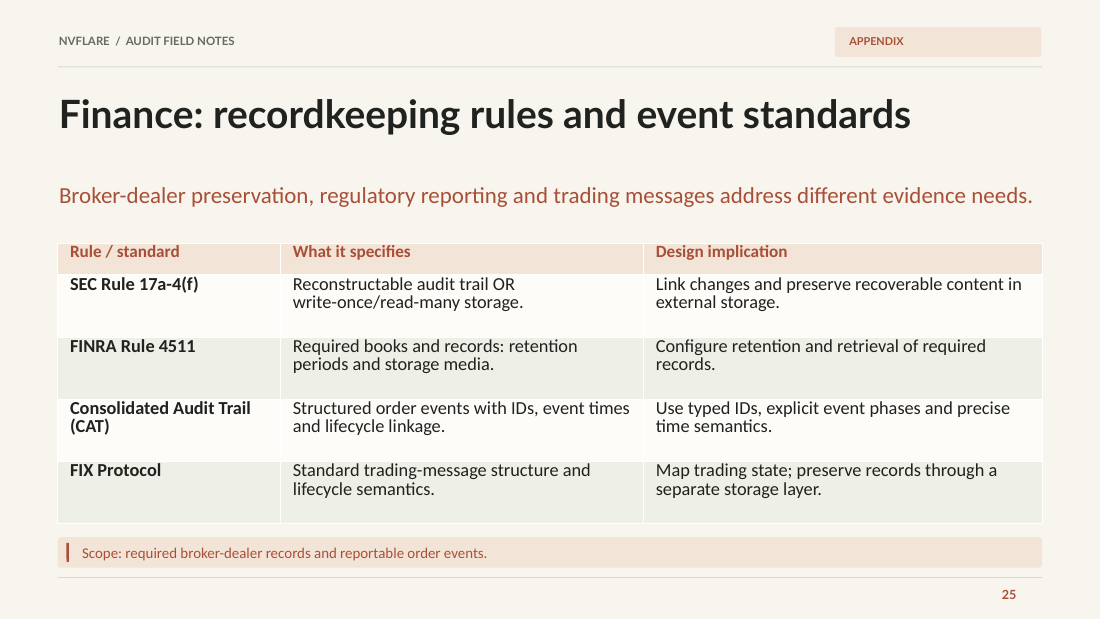 NVFLARE / AUDIT FIELD NOTES
APPENDIX
Finance: recordkeeping rules and event standards
Broker-dealer preservation, regulatory reporting and trading messages address different evidence needs.
Rule / standard
What it specifies
Design implication
SEC Rule 17a-4(f)
Reconstructable audit trail OR
write-once/read-many storage.
Link changes and preserve recoverable content in
external storage.
FINRA Rule 4511
Required books and records: retention
periods and storage media.
Configure retention and retrieval of required
records.
Consolidated Audit Trail
(CAT)
Structured order events with IDs, event times
and lifecycle linkage.
Use typed IDs, explicit event phases and precise
time semantics.
FIX Protocol
Standard trading-message structure and
lifecycle semantics.
Map trading state; preserve records through a
separate storage layer.
Scope: required broker-dealer records and reportable order events.
25